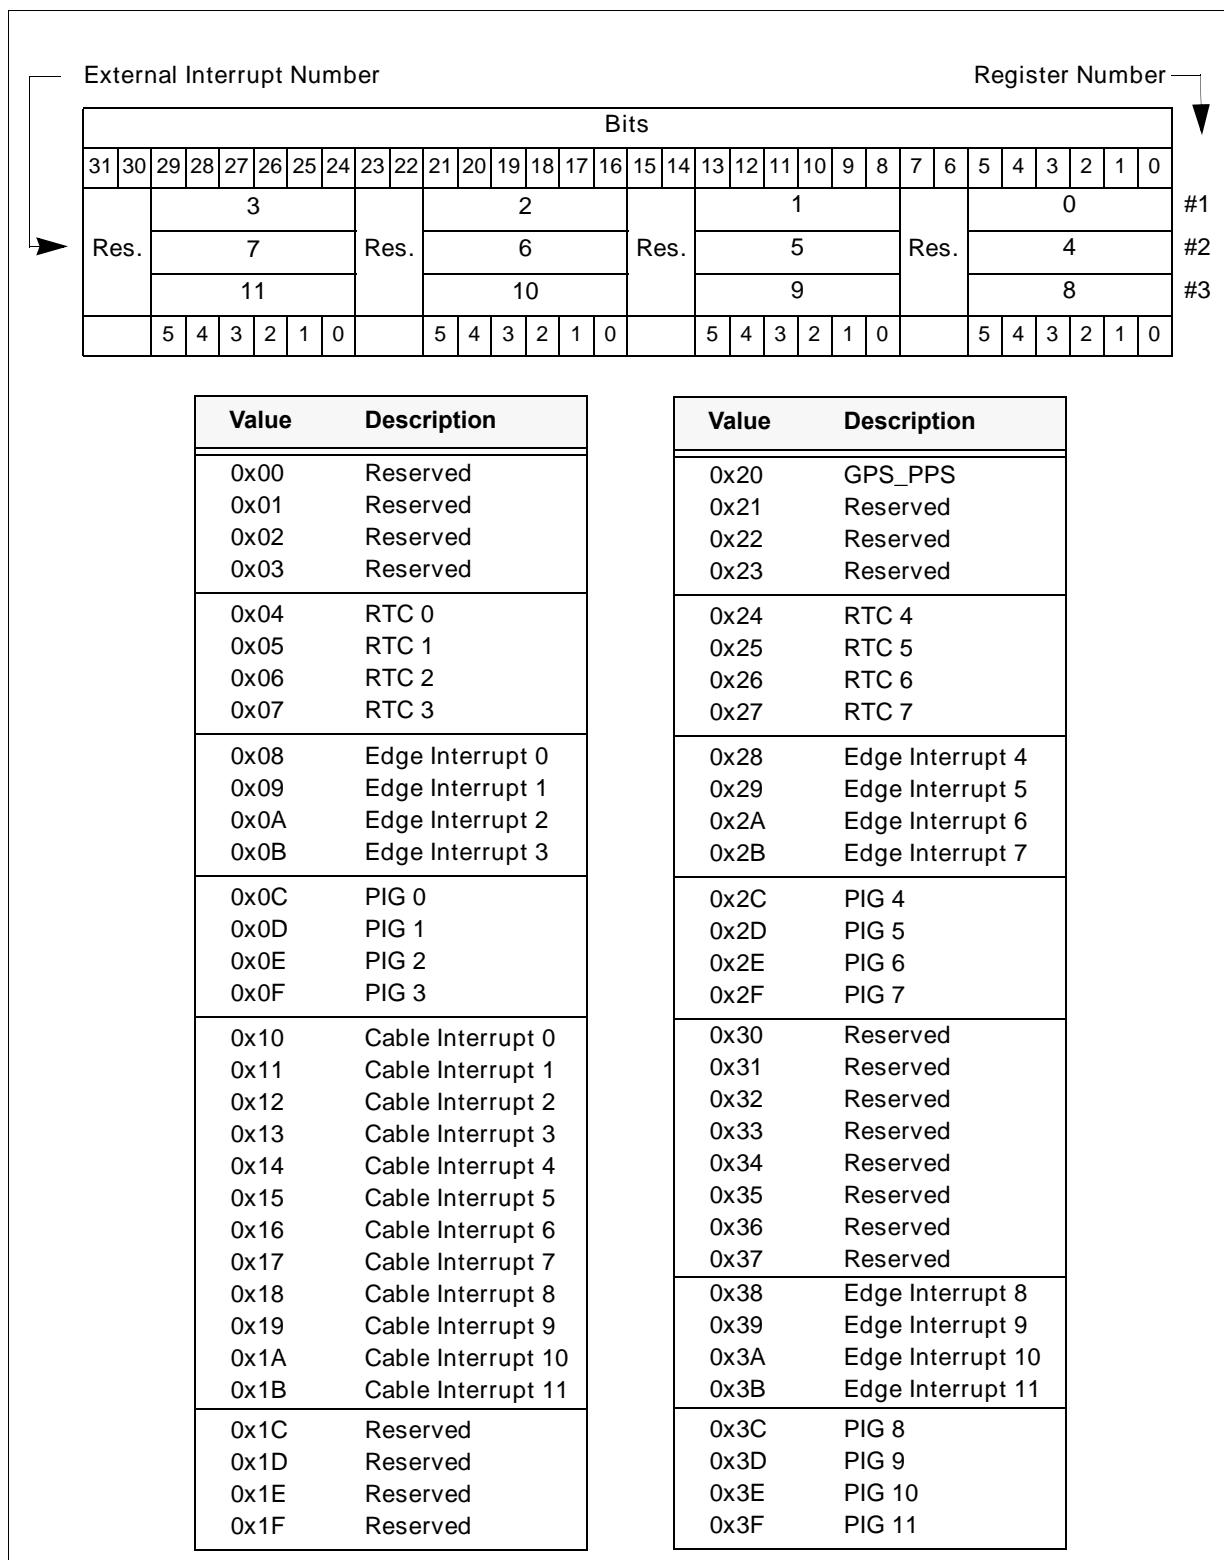 External Interrupt Number Register Number
Bits
31 30 29 28 27 26 25 24 23 22 21 20 19 18 17 16 15 14 13 12 11 10 9 8 7 6 5 4 3 2 1 0
3 2 1 0 #1
Res. 7 Res. 6 Res. 5 Res. 4 #2
11 10 9 8 #3
5 4 3 2 1 0 5 4 3 2 1 0 5 4 3 2 1 0 5 4 3 2 1 0
Value Description
0x00 Reserved
0x01 Reserved
0x02 Reserved
0x03 Reserved
0x04 RTC 0
0x05 RTC 1
0x06 RTC 2
0x07 RTC 3
0x08 Edge Interrupt 0
0x09 Edge Interrupt 1
0x0A Edge Interrupt 2
0x0B Edge Interrupt 3
0x0C PIG 0
0x0D PIG 1
0x0E PIG 2
0x0F PIG 3
0x10 Cable Interrupt 0
0x11 Cable Interrupt 1
0x12 Cable Interrupt 2
0x13 Cable Interrupt 3
0x14 Cable Interrupt 4
0x15 Cable Interrupt 5
0x16 Cable Interrupt 6
0x17 Cable Interrupt 7
0x18 Cable Interrupt 8
0x19 Cable Interrupt 9
0x1A Cable Interrupt 10
0x1B Cable Interrupt 11
0x1C Reserved
0x1D Reserved
0x1E Reserved
0x1F Reserved
Value Description
0x20 GPS_PPS
0x21 Reserved
0x22 Reserved
0x23 Reserved
0x24 RTC 4
0x25 RTC 5
0x26 RTC 6
0x27 RTC 7
0x28 Edge Interrupt 4
0x29 Edge Interrupt 5
0x2A Edge Interrupt 6
0x2B Edge Interrupt 7
0x2C PIG 4
0x2D PIG 5
0x2E PIG 6
0x2F PIG 7
0x30 Reserved
0x31 Reserved
0x32 Reserved
0x33 Reserved
0x34 Reserved
0x35 Reserved
0x36 Reserved
0x37 Reserved
0x38 Edge Interrupt 8
0x39 Edge Interrupt 9
0x3A Edge Interrupt 10
0x3B Edge Interrupt 11
0x3C PIG 8
0x3D PIG 9
0x3E PIG 10
0x3F PIG 11